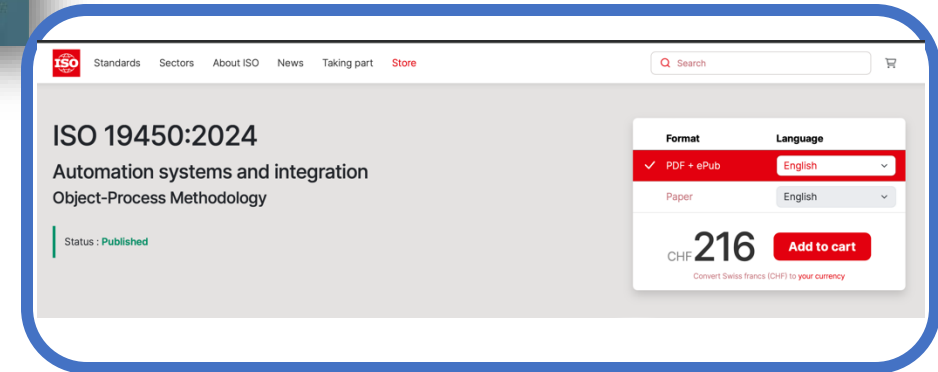 ISO
Standards Sectors About ISO News Taking part Store
Search
ISO 19450:2024
Automation systems and integration
Object-Process Methodology
Status : Published
Format Language
PDF + ePub English
Paper English
CHF 216 Add to cart
Convert Swiss francs (CHF) to your currency